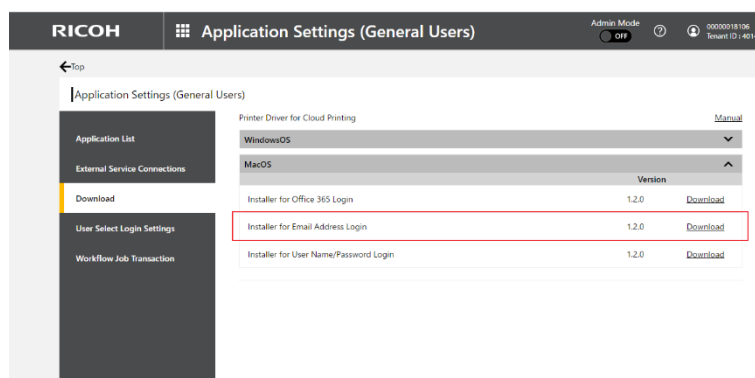 RICOH
Application Settings (General Users)
Admin Mode
OFF
00000018106
Tenant ID : 401
Top
Application Settings (General Users)
Application List
External Service Connections
Download
User Select Login Settings
Workflow Job Transaction
Printer Driver for Cloud Printing
Manual
WindowsOS
MacOS
Version
Installer for Office 365 Login 1.2.0 Download
Installer for Email Address Login 1.2.0 Download
Installer for User Name/Password Login 1.2.0 Download